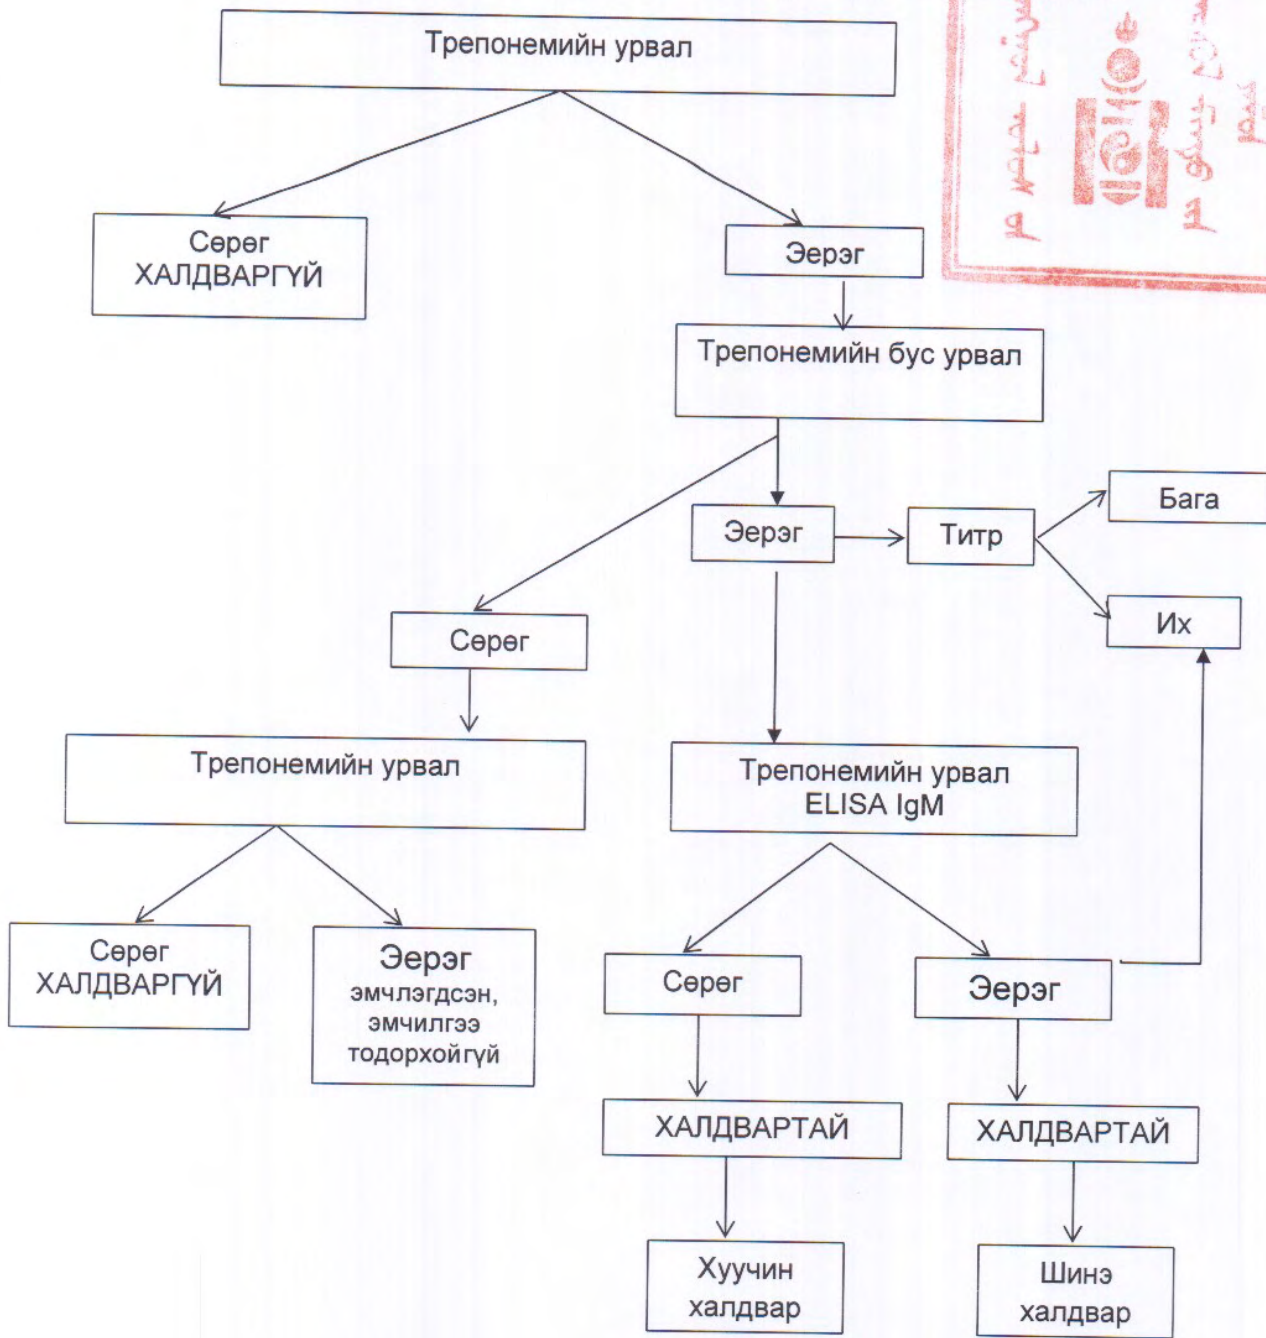 Трепонемийн урвал
Сөрөг
ХАЛДВАРГҮЙ
Эерэг
Трепонемийн бус урвал
Эерэг
Титр
Бага
Их
Сөрөг
Трепонемийн урвал
Трепонемийн урвал
ELISA IgM
Сөрөг
ХАЛДВАРГҮЙ
Эерэг
эмчлэгдсэн,
эмчилгээ
тодорхойгүй
Сөрөг
Эерэг
ХАЛДВАРТАЙ
ХАЛДВАРТАЙ
Хуучин
халдвар
Шинэ
халдвар